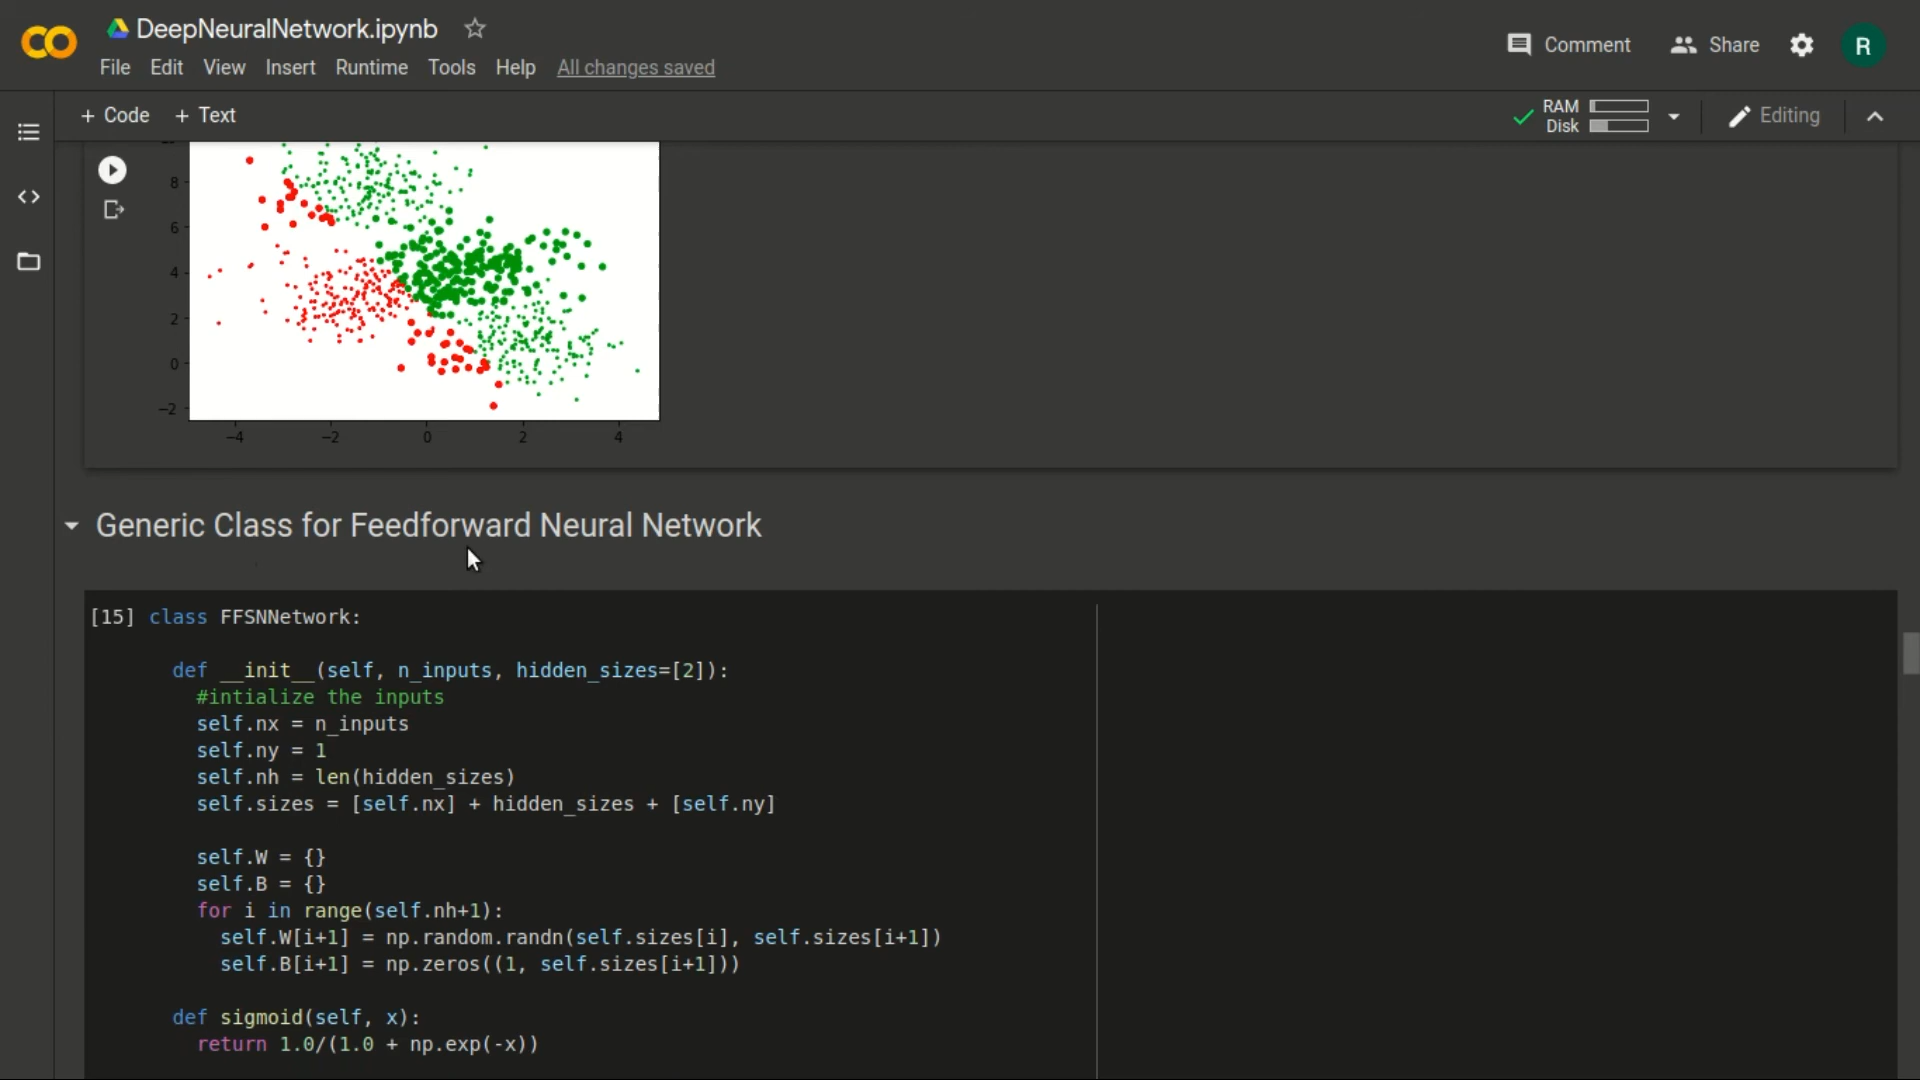 DeepNeuralNetwork.ipynb
File Edit View Insert Runtime Tools Help All changes saved
Comment Share R
+ Code + Text
RAM
Disk
Editing
8
6
4
2
0
−2
−4 −2 0 2 4
Generic Class for Feedforward Neural Network
[15] class FFSNNetwork:
def __init__(self, n_inputs, hidden_sizes=[2]):
#intialize the inputs
self.nx = n_inputs
self.ny = 1
self.nh = len(hidden_sizes)
self.sizes = [self.nx] + hidden_sizes + [self.ny]
self.W = {}
self.B = {}
for i in range(self.nh+1):
self.W[i+1] = np.random.randn(self.sizes[i], self.sizes[i+1])
self.B[i+1] = np.zeros((1, self.sizes[i+1]))
def sigmoid(self, x):
return 1.0/(1.0 + np.exp(-x))